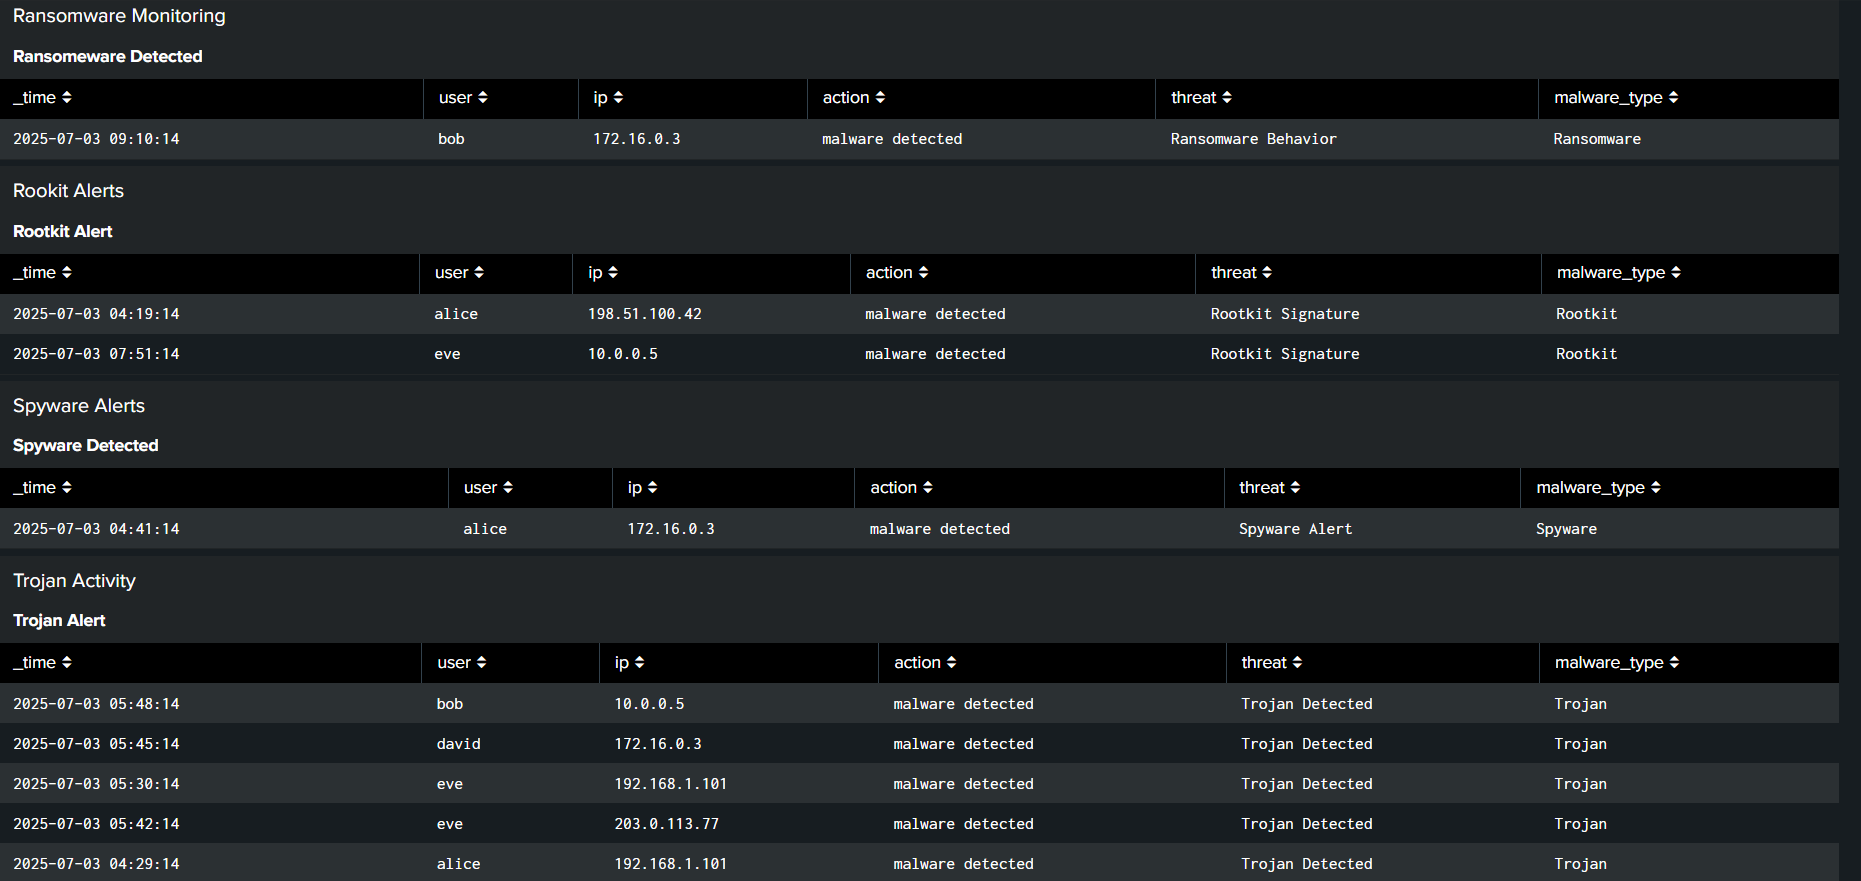 Ransomware Monitoring
Ransomeware Detected
_time user ip action threat malware_type
2025-07-03 09:10:14 bob 172.16.0.3 malware detected Ransomware Behavior Ransomware
Rookit Alerts
Rootkit Alert
_time user ip action threat malware_type
2025-07-03 04:19:14 alice 198.51.100.42 malware detected Rootkit Signature Rootkit
2025-07-03 07:51:14 eve 10.0.0.5 malware detected Rootkit Signature Rootkit
Spyware Alerts
Spyware Detected
_time user ip action threat malware_type
2025-07-03 04:41:14 alice 172.16.0.3 malware detected Spyware Alert Spyware
Trojan Activity
Trojan Alert
_time user ip action threat malware_type
2025-07-03 05:48:14 bob 10.0.0.5 malware detected Trojan Detected Trojan
2025-07-03 05:45:14 david 172.16.0.3 malware detected Trojan Detected Trojan
2025-07-03 05:30:14 eve 192.168.1.101 malware detected Trojan Detected Trojan
2025-07-03 05:42:14 eve 203.0.113.77 malware detected Trojan Detected Trojan
2025-07-03 04:29:14 alice 192.168.1.101 malware detected Trojan Detected Trojan